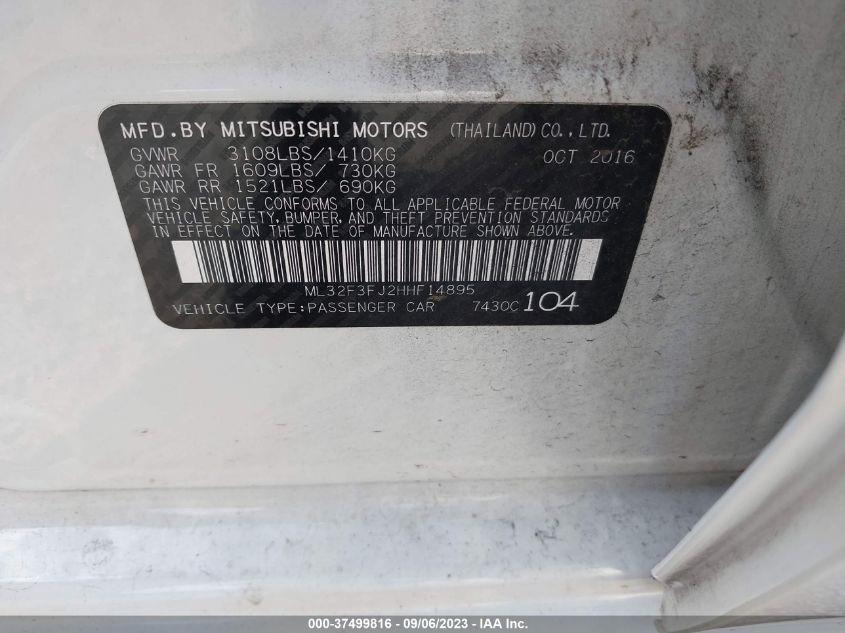 MFD.BY MITSUBISHI MOTORS (THAILAND) CO.,LTD.
GVWR 3108LBS/1410KG OCT 2016
GAWR FR 1609LBS/ 730KG
GAWR RR 1521LBS/ 690KG
THIS VEHICLE CONFORMS TO ALL APPLICABLE FEDERAL MOTOR
VEHICLE SAFETY, BUMPER, AND THEFT PREVENTION STANDARDS
IN EFFECT ON THE DATE OF MANUFACTURE SHOWN ABOVE.
ML32F3FJ2HHF14895
VEHICLE TYPE:PASSENGER CAR 7430C 104
000-37499816 - 09/06/2023 - IAA Inc.